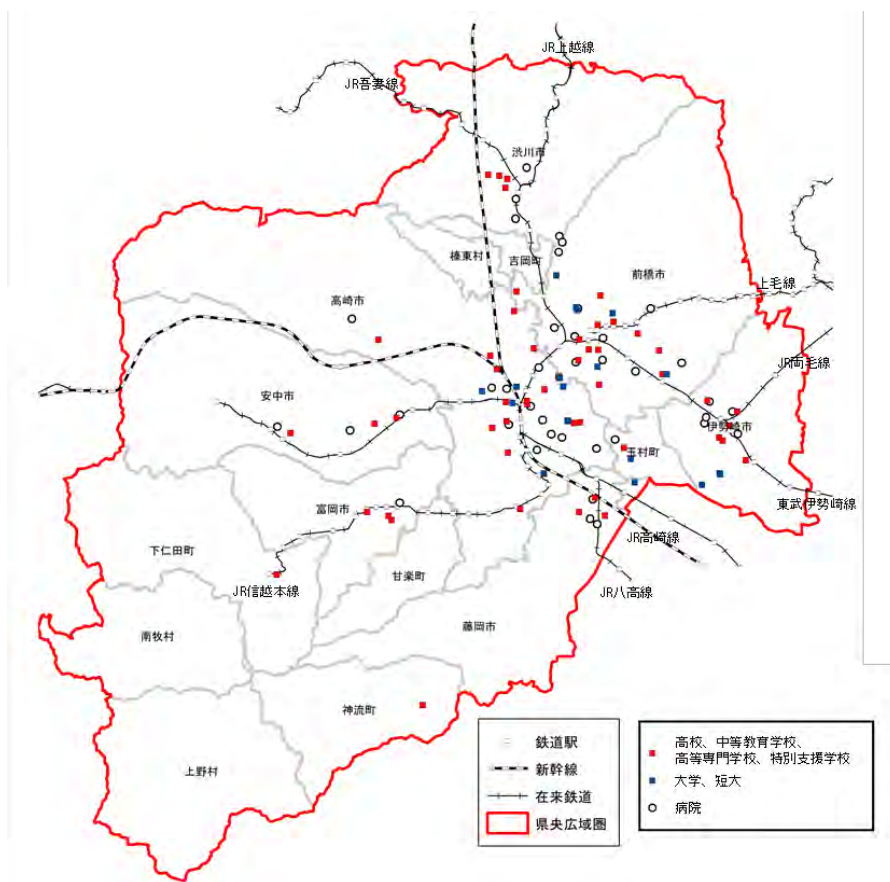 JR上越線
JR吾妻線
渋川市
榛東村
吉岡町
前橋市
上毛線
高崎市
JR両毛線
安中市
伊勢崎市
玉村町
東武伊勢崎線
富岡市
JR高崎線
下仁田町
甘楽町
JR信越本線
JR八高線
藤岡市
南牧村
神流町
上野村
鉄道駅
新幹線
在来鉄道
県央広域圏
高校、中等教育学校、
高等専門学校、特別支援学校
大学、短大
病院